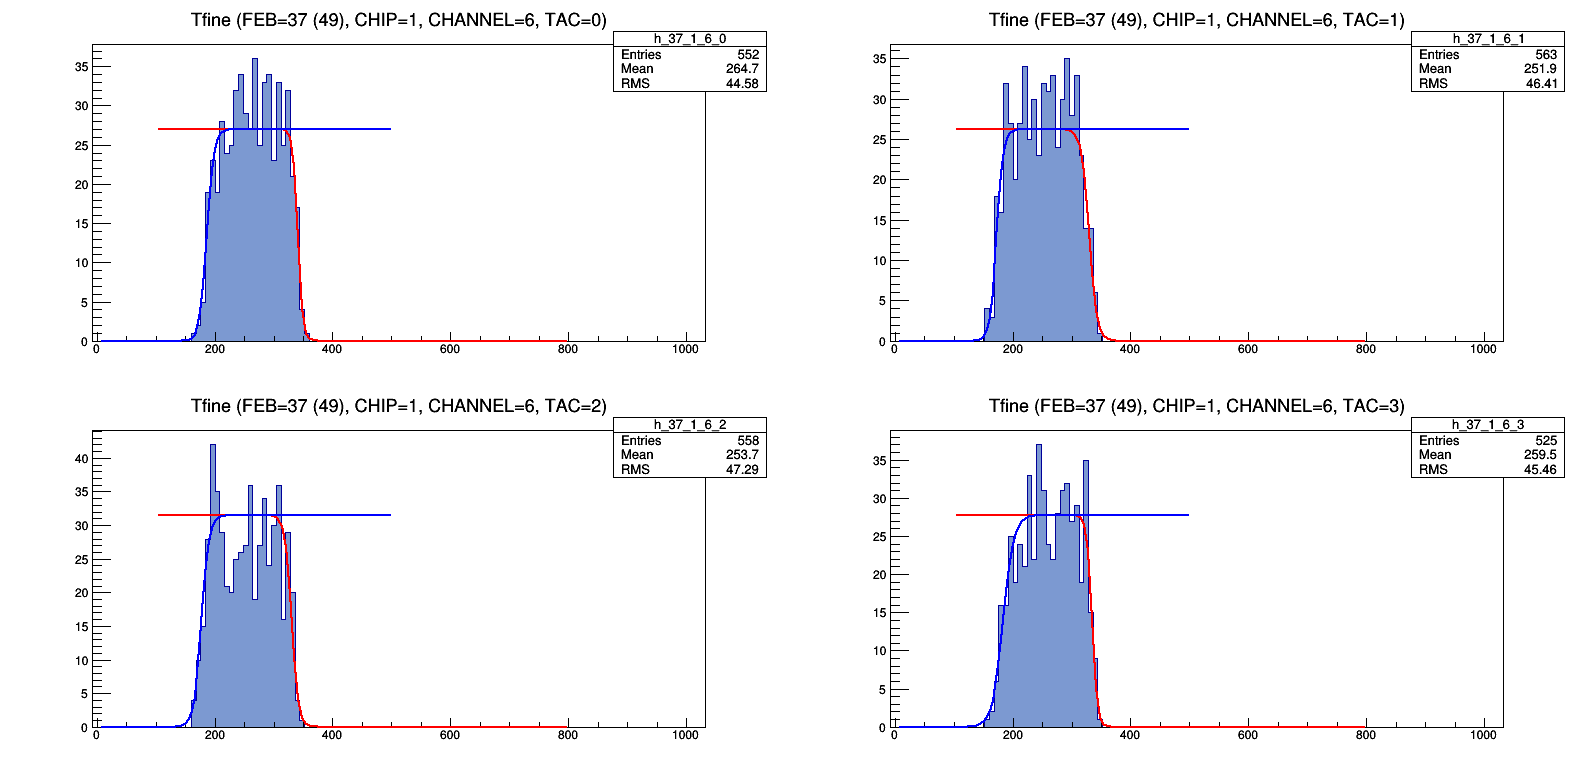 Tfine (FEB=37 (49), CHIP=1, CHANNEL=6, TAC=0)
h_37_1_6_0
Entries 552
Mean 264.7
RMS 44.58
35
30
25
20
15
10
5
0
0 200 400 600 800 1000
Tfine (FEB=37 (49), CHIP=1, CHANNEL=6, TAC=1)
h_37_1_6_1
Entries 563
Mean 251.9
RMS 46.41
35
30
25
20
15
10
5
0
0 200 400 600 800 1000
Tfine (FEB=37 (49), CHIP=1, CHANNEL=6, TAC=2)
h_37_1_6_2
Entries 558
Mean 253.7
RMS 47.29
40
35
30
25
20
15
10
5
0
0 200 400 600 800 1000
Tfine (FEB=37 (49), CHIP=1, CHANNEL=6, TAC=3)
h_37_1_6_3
Entries 525
Mean 259.5
RMS 45.46
35
30
25
20
15
10
5
0
0 200 400 600 800 1000